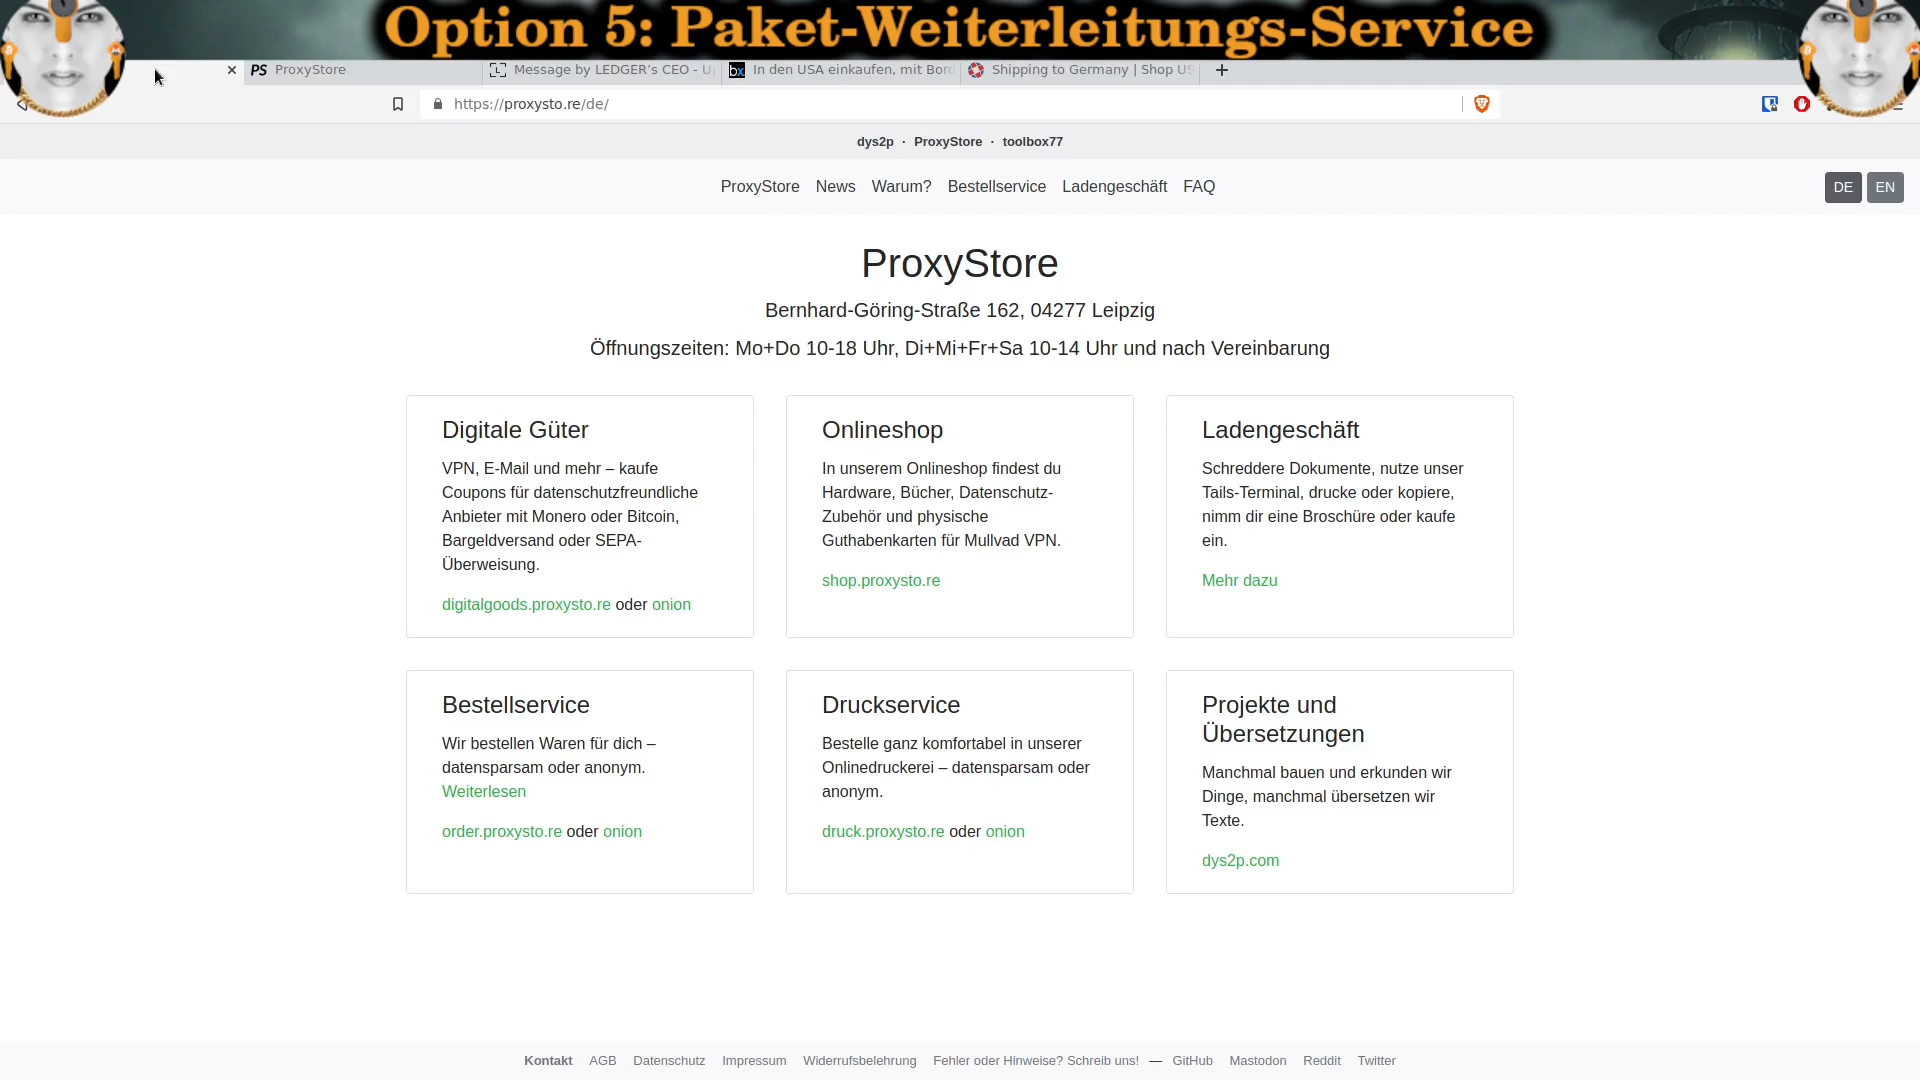 Option 5: Paket-Weiterleitungs-Service
PS ProxyStore
Message by LEDGER's CEO - U
bx In den USA einkaufen, mit Bor
Shipping to Germany | Shop US
https://proxysto.re/de/
dys2p · ProxyStore · toolbox77
ProxyStore News Warum? Bestellservice Ladengeschäft FAQ
DE EN
ProxyStore
Bernhard-Göring-Straße 162, 04277 Leipzig
Öffnungszeiten: Mo+Do 10-18 Uhr, Di+Mi+Fr+Sa 10-14 Uhr und nach Vereinbarung
Digitale Güter
VPN, E-Mail und mehr – kaufe
Coupons für datenschutzfreundliche
Anbieter mit Monero oder Bitcoin,
Bargeldversand oder SEPA-
Überweisung.
digitalgoods.proxysto.re oder onion
Onlineshop
In unserem Onlineshop findest du
Hardware, Bücher, Datenschutz-
Zubehör und physische
Guthabenkarten für Mullvad VPN.
shop.proxysto.re
Ladengeschäft
Schreddere Dokumente, nutze unser
Tails-Terminal, drucke oder kopiere,
nimm dir eine Broschüre oder kaufe
ein.
Mehr dazu
Bestellservice
Wir bestellen Waren für dich –
datensparsam oder anonym.
Weiterlesen
order.proxysto.re oder onion
Druckservice
Bestelle ganz komfortabel in unserer
Onlinedruckerei – datensparsam oder
anonym.
druck.proxysto.re oder onion
Projekte und
Übersetzungen
Manchmal bauen und erkunden wir
Dinge, manchmal übersetzen wir
Texte.
dys2p.com
Kontakt AGB Datenschutz Impressum Widerrufsbelehrung Fehler oder Hinweise? Schreib uns! — GitHub Mastodon Reddit Twitter